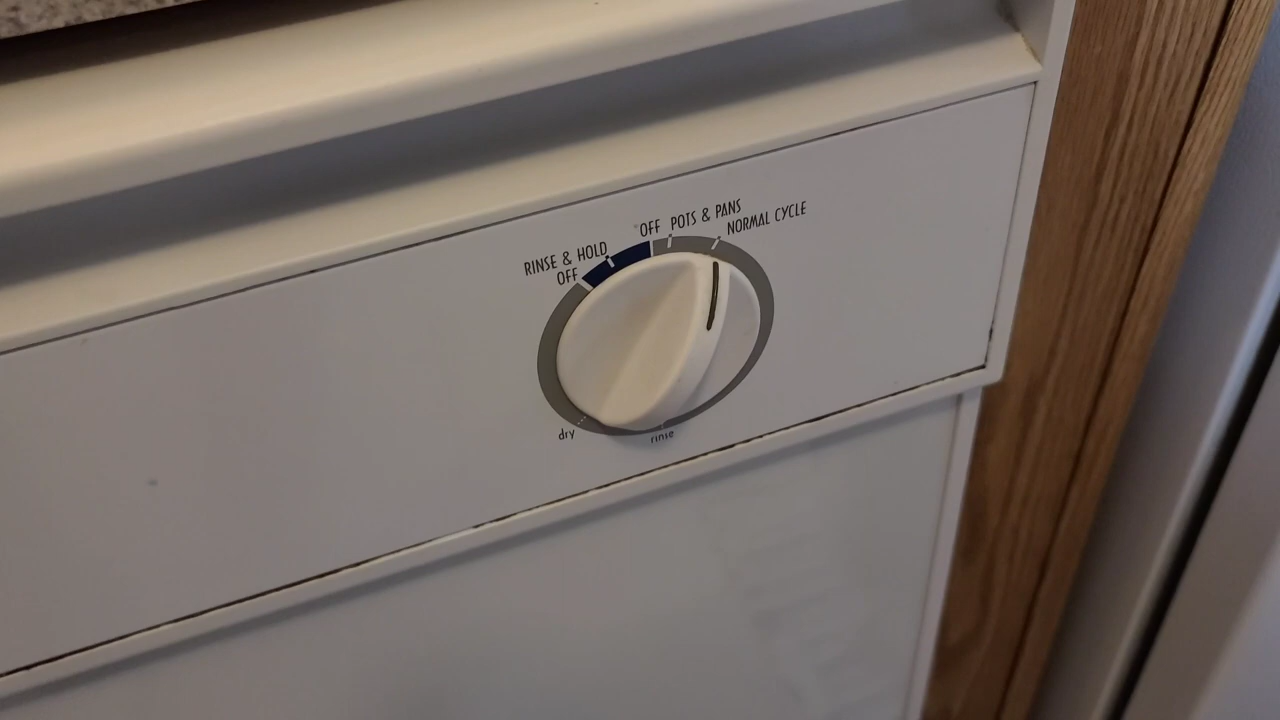 RINSE & HOLD
OFF
OFF
POTS & PANS
NORMAL CYCLE
dry
rinse